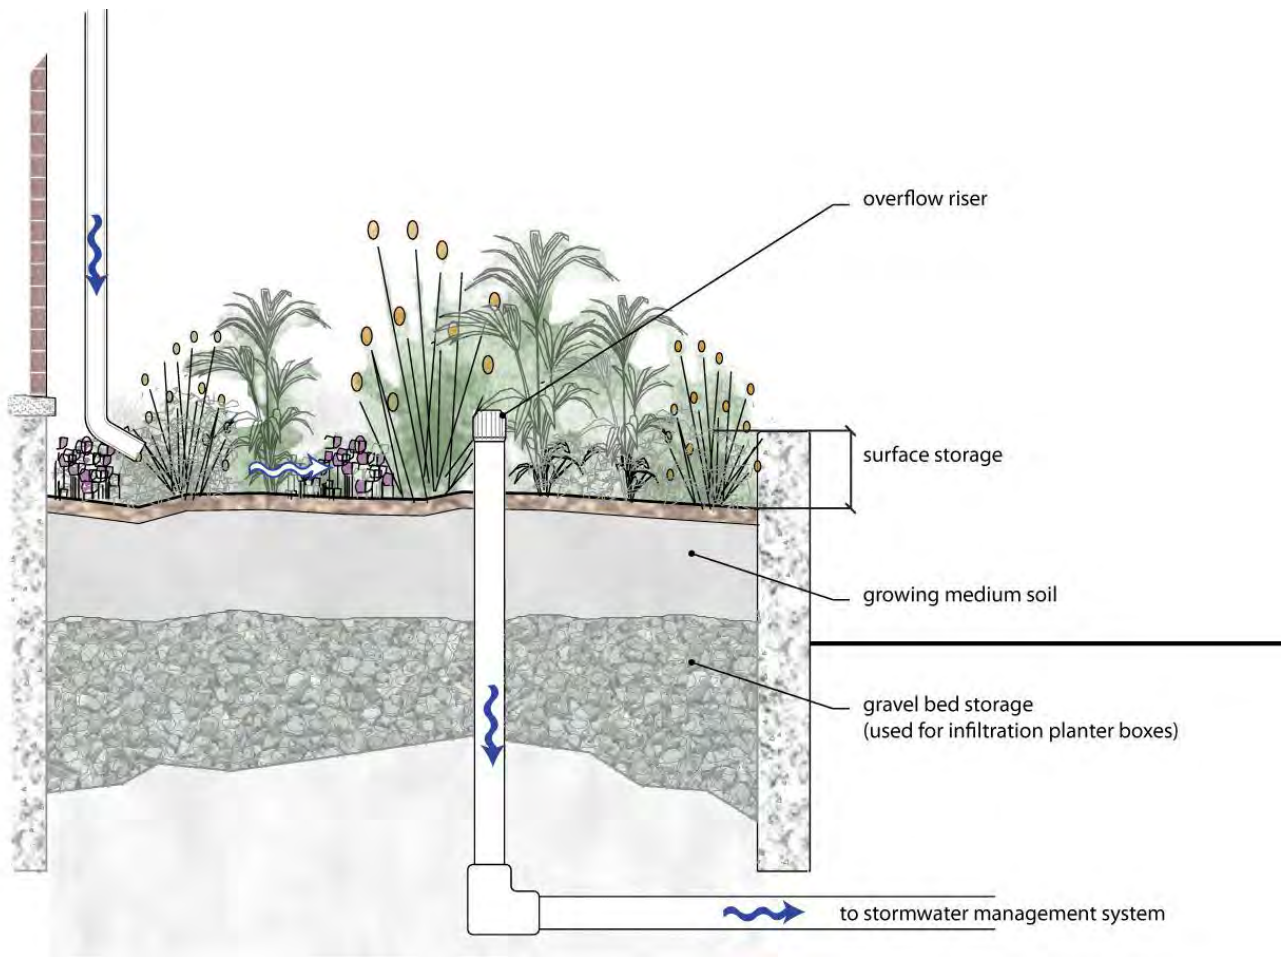 overflow riser
surface storage
growing medium soil
gravel bed storage
(used for infiltration planter boxes)
to stormwater management system